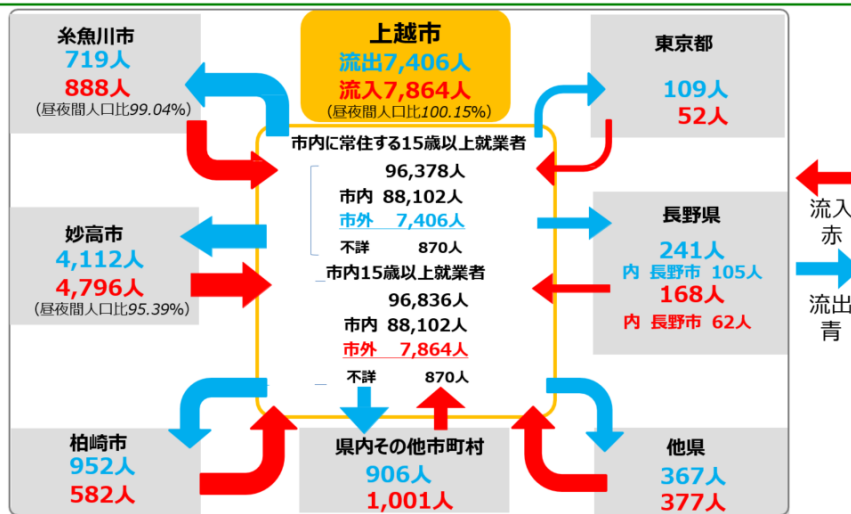 上越市
流出7,406人
流入7,864人
(昼夜間人口比100.15%)
糸魚川市
719人
888人
(昼夜間人口比99.04%)
東京都
109人
52人
市内に常住する15歳以上就業者
96,378人
市内 88,102人
市外 7,406人
不詳 870人
市内15歳以上就業者
96,836人
市内 88,102人
市外 7,864人
不詳 870人
妙高市
4,112人
4,796人
(昼夜間人口比95.39%)
長野県
241人
内 長野市 105人
168人
内 長野市 62人
流入
赤
流出
青
柏崎市
952人
582人
県内その他市町村
906人
1,001人
他県
367人
377人